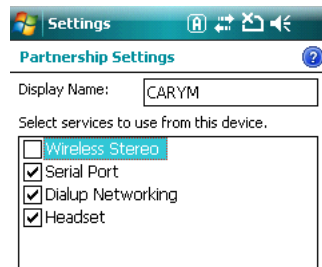 Settings
A
Partnership Settings
?
Display Name:
CARYM
Select services to use from this device.
Wireless Stereo
Serial Port
Dialup Networking
Headset